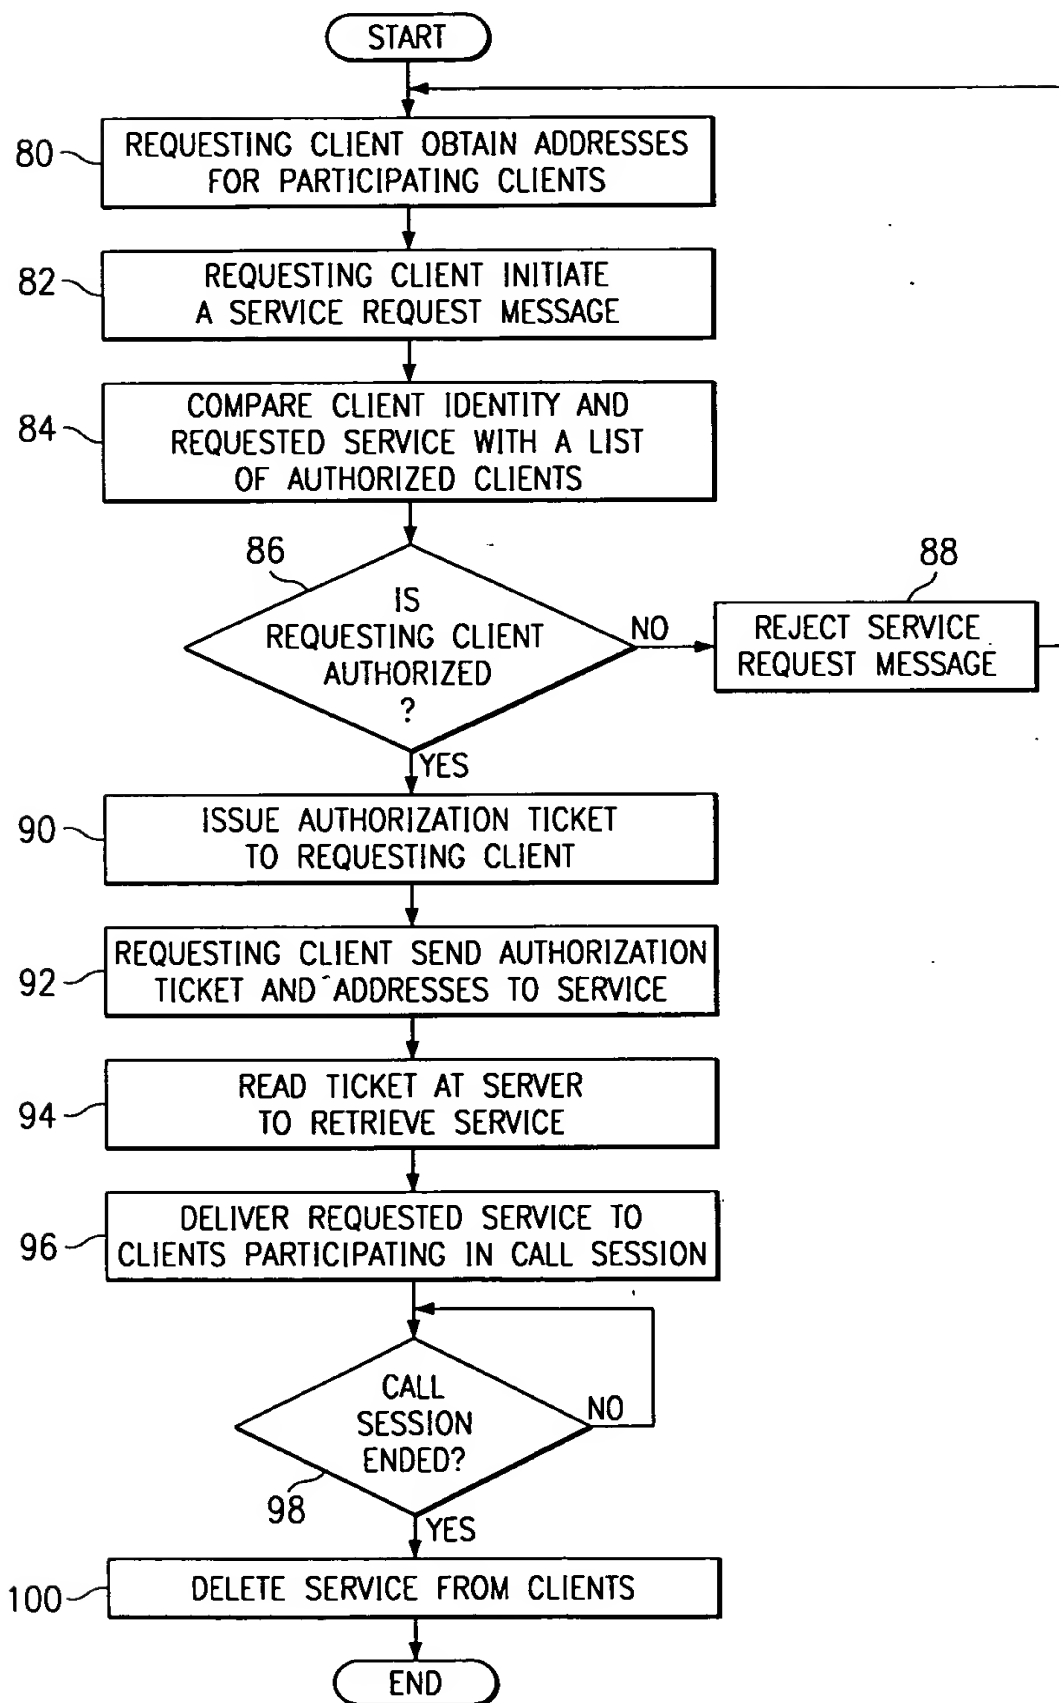 START
80
REQUESTING CLIENT OBTAIN ADDRESSES
FOR PARTICIPATING CLIENTS
82
REQUESTING CLIENT INITIATE
A SERVICE REQUEST MESSAGE
84
COMPARE CLIENT IDENTITY AND
REQUESTED SERVICE WITH A LIST
OF AUTHORIZED CLIENTS
86
IS
REQUESTING CLIENT
AUTHORIZED
?
NO
88
REJECT SERVICE
REQUEST MESSAGE
YES
90
ISSUE AUTHORIZATION TICKET
TO REQUESTING CLIENT
92
REQUESTING CLIENT SEND AUTHORIZATION
TICKET AND ADDRESSES TO SERVICE
94
READ TICKET AT SERVER
TO RETRIEVE SERVICE
96
DELIVER REQUESTED SERVICE TO
CLIENTS PARTICIPATING IN CALL SESSION
CALL
SESSION
ENDED?
NO
98
YES
100
DELETE SERVICE FROM CLIENTS
END